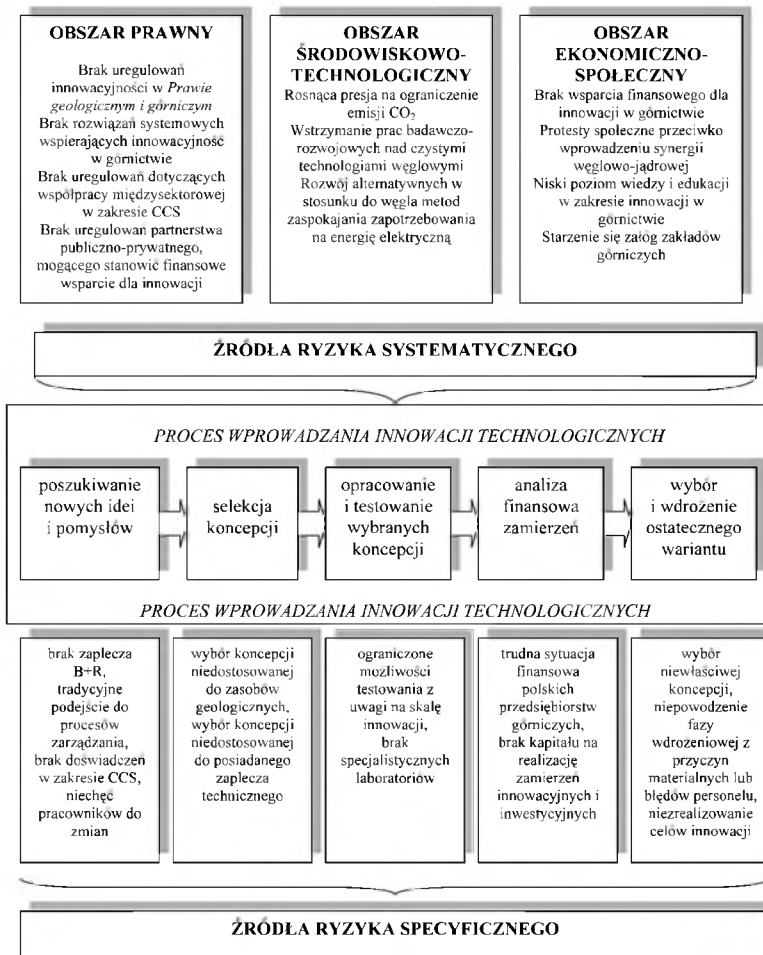 OBSZAR PRAWNY
Brak uregulowań
innowacyjności w Prawie
geologicznym i górniczym
Brak rozwiązań systemowych
wspierających innowacyjność
w górnictwie
Brak uregulowań dotyczących
współpracy międzysektorowej
w zakresie CCS
Brak uregulowań partnerstwa
publiczno-prywatnego,
mogącego stanowić finansowe
wsparcie dla innowacji
OBSZAR
ŚRODOWISKOWO-
TECHNOLOGICZNY
Rosnąca presja na ograniczenie
emisji CO₂
Wstrzymanie prac badawczo-
rozwojowych nad czystymi
technologiami węglowymi
Rozwój alternatywnych w
stosunku do węgla metod
zaspokajania zapotrzebowania
na energię elektryczną
OBSZAR
EKONOMICZNO-
SPOŁECZNY
Brak wsparcia finansowego dla
innowacji w górnictwie
Protesty społeczne przeciwko
wprowadzeniu synergii
węglowo-jądrowej
Niski poziom wiedzy i edukacji
w zakresie innowacji w
górnictwie
Starzenie się załóg zakładów
górniczych
ŹRÓDŁA RYZYKA SYSTEMATYCZNEGO
PROCES WPROWADZANIA INNOWACJI TECHNOLOGICZNYCH
poszukiwanie
nowych idei
i pomysłów
selekcja
koncepcji
opracowanie
i testowanie
wybranych
koncepcji
analiza
finansowa
zamierzeń
wybór
i wdrożenie
ostatecznego
wariantu
PROCES WPROWADZANIA INNOWACJI TECHNOLOGICZNYCH
brak zaplecza
B+R,
tradycyjne
podejście do
procesów
zarządzania,
brak doświadczeń
w zakresie CCS,
niechęć
pracowników do
zmian
wybór koncepcji
niedostosowanej
do zasobów
geologicznych,
wybór koncepcji
niedostosowanej
do posiadanego
zaplecza
technicznego
ograniczone
możliwości
testowania z
uwagi na skalę
innowacji,
brak
specjalistycznych
laboratoriów
trudna sytuacja
finansowa
polskich
przedsiębiorstw
górniczych,
brak kapitału na
realizację
zamierzeń
innowacyjnych i
inwestycyjnych
wybór
niewłaściwej
koncepcji,
niepowodzenie
fazy
wdrożeniowej z
przyczyn
materialnych lub
błędów personelu,
niezrealizowanie
celów innowacji
ŹRÓDŁA RYZYKA SPECYFICZNEGO